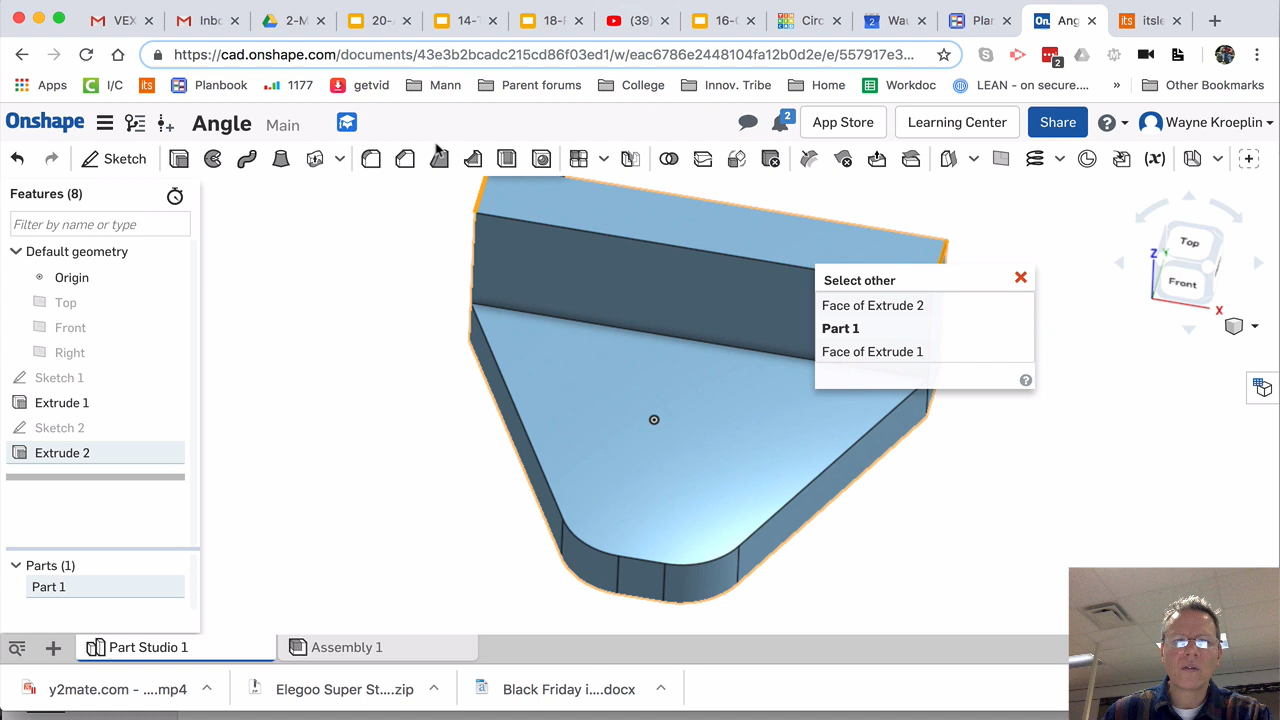 VEX
Inbo
2-M
20-
14-T
18-F
(39)
16-C
Circ
Wau
Plar
Ang
itsle
https://cad.onshape.com/documents/43e3b2bcadc215cd86f03ed1/w/eac6786e2448104fa12b0d2e/e/557917e3...
2
Apps
I/C
its
Planbook
1177
getvid
Mann
Parent forums
College
Innov. Tribe
Home
Workdoc
LEAN - on secure....
»
Other Bookmarks
Onshape
Angle
Main
2
App Store
Learning Center
Share
Wayne Kroeplin
Sketch
(x)
Features (8)
Filter by name or type
Default geometry
Origin
Top
Front
Right
Sketch 1
Extrude 1
Sketch 2
Extrude 2
Select other
Face of Extrude 2
Part 1
Face of Extrude 1
Top
Front
Z
Y
X
Parts (1)
Part 1
Part Studio 1
Assembly 1
y2mate.com - ....mp4
Elegoo Super St....zip
Black Friday i....docx